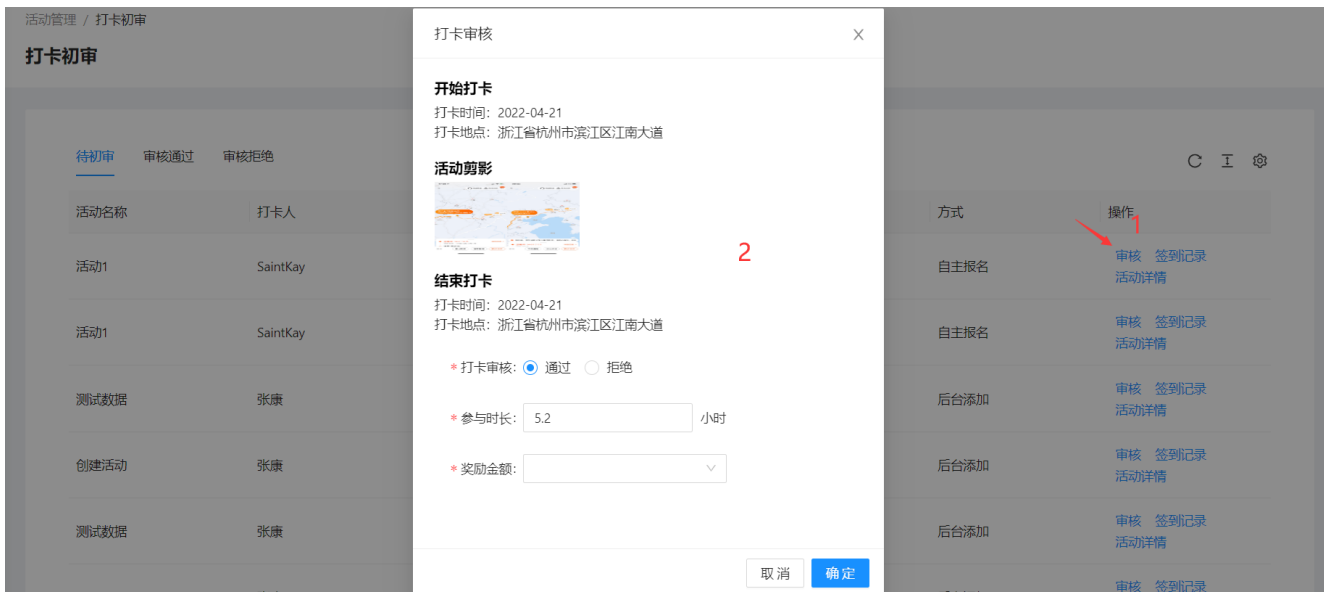 活动管理 / 打卡初审
打卡初审
待初审 审核通过 审核拒绝
活动名称 打卡人 方式 操作
1
活动1 SaintKay 自主报名 审核 签到记录
活动详情
活动1 SaintKay 自主报名 审核 签到记录
活动详情
测试数据 张康 后台添加 审核 签到记录
活动详情
创建活动 张康 后台添加 审核 签到记录
活动详情
测试数据 张康 后台添加 审核 签到记录
活动详情
审核 签到记录
打卡审核
开始打卡
打卡时间：2022-04-21
打卡地点：浙江省杭州市滨江区江南大道
活动剪影
2
结束打卡
打卡时间：2022-04-21
打卡地点：浙江省杭州市滨江区江南大道
* 打卡审核: 通过 拒绝
* 参与时长: 5.2 小时
* 奖励金额:
取消 确定